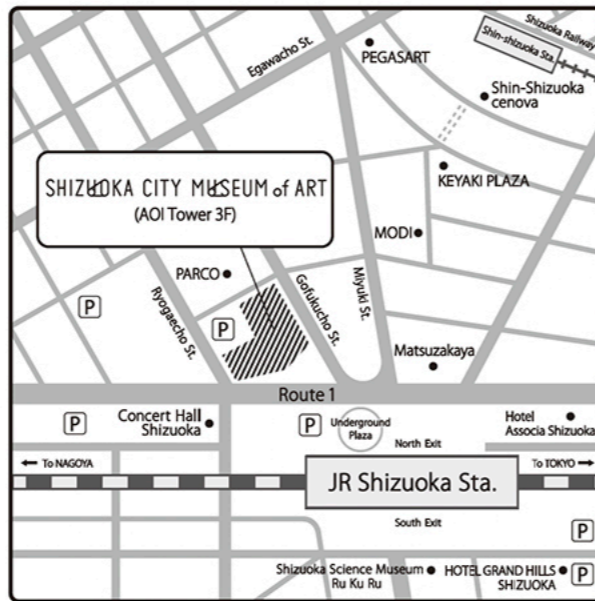 Shizuoka Railway
Shin-shizuoka Sta.
Egawacho St.
PEGASART
Shin-Shizuoka
cenova
KEYAKI PLAZA
SHIZUOKA CITY MUSEUM of ART
(AOI Tower 3F)
MODI
PARCO
Ryogaecho St.
Gofukucho St.
Miyuki St.
P
P
Matsuzakaya
Route 1
P
Concert Hall
Shizuoka
P
Underground
Plaza
Hotel
Associa Shizuoka
North Exit
← To NAGOYA
To TOKYO →
JR Shizuoka Sta.
South Exit
P
Shizuoka Science Museum
Ru Ku Ru
HOTEL GRAND HILLS
SHIZUOKA
P